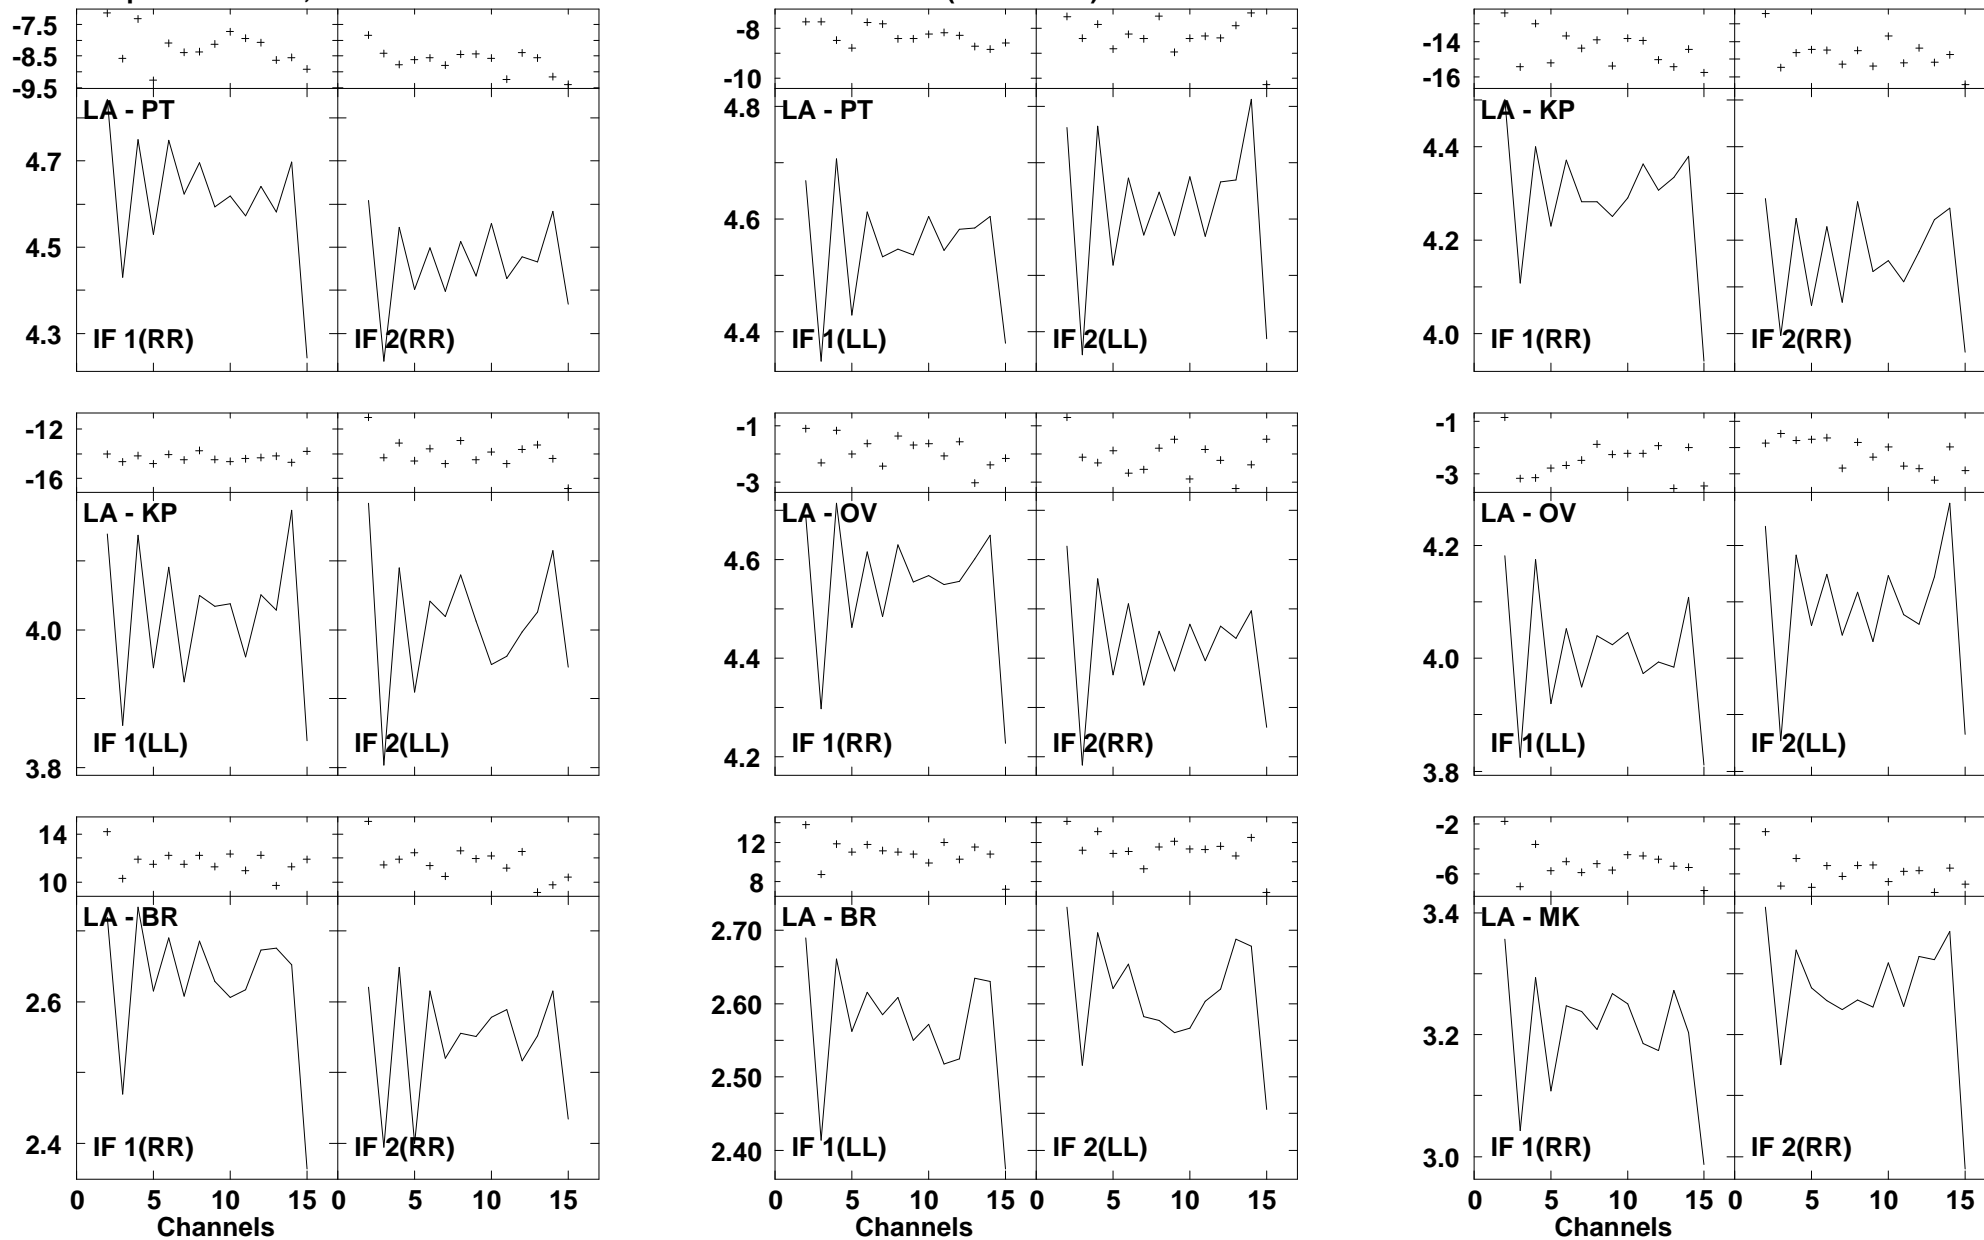 -7.5
-8.5
-9.5
LA - PT
4.7
4.5
4.3
IF 1(RR)
IF 2(RR)
-8
-10
LA - PT
4.8
4.6
4.4
IF 1(LL)
IF 2(LL)
-14
-16
LA - KP
4.4
4.2
4.0
IF 1(RR)
IF 2(RR)
-12
-16
LA - KP
4.0
3.8
IF 1(LL)
IF 2(LL)
-1
-3
LA - OV
4.6
4.4
4.2
IF 1(RR)
IF 2(RR)
-1
-3
LA - OV
4.2
4.0
3.8
IF 1(LL)
IF 2(LL)
14
10
LA - BR
2.6
2.4
IF 1(RR)
IF 2(RR)
0 5 10 15 0 5 10 15
Channels
12
8
LA - BR
2.70
2.60
2.50
2.40
IF 1(LL)
IF 2(LL)
0 5 10 15 0 5 10 15
-2
-6
LA - MK
3.4
3.2
3.0
IF 1(RR)
IF 2(RR)
0 5 10 15 0 5 10 15
Channels